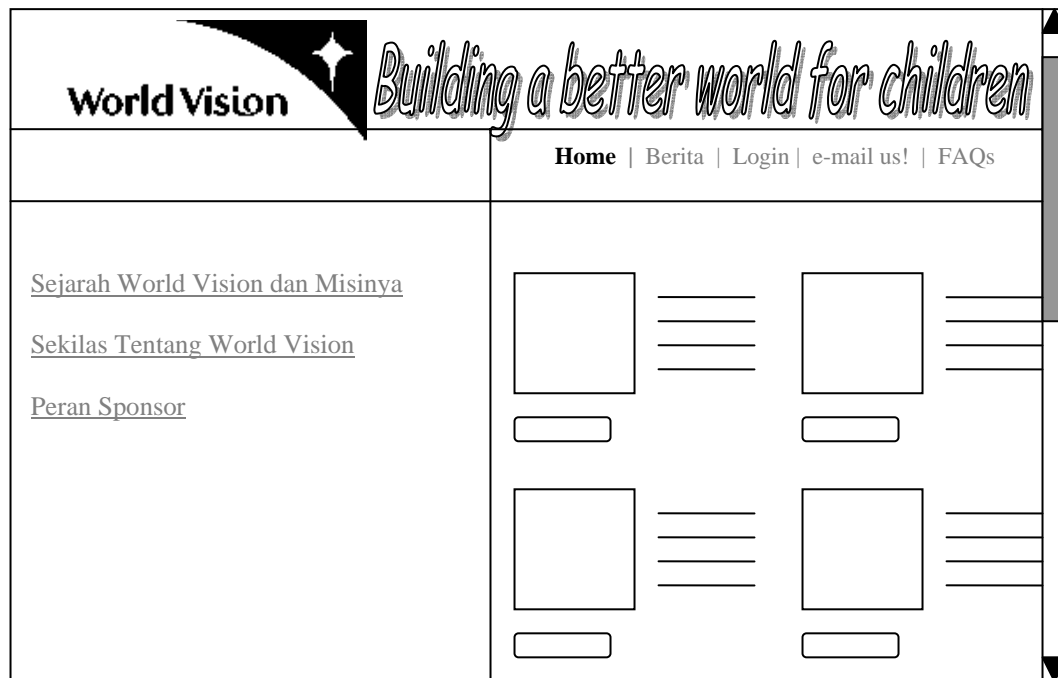 World Vision
Building a better world for children
Home | Berita | Login | e-mail us! | FAQs
Sejarah World Vision dan Misinya
Sekilas Tentang World Vision
Peran Sponsor